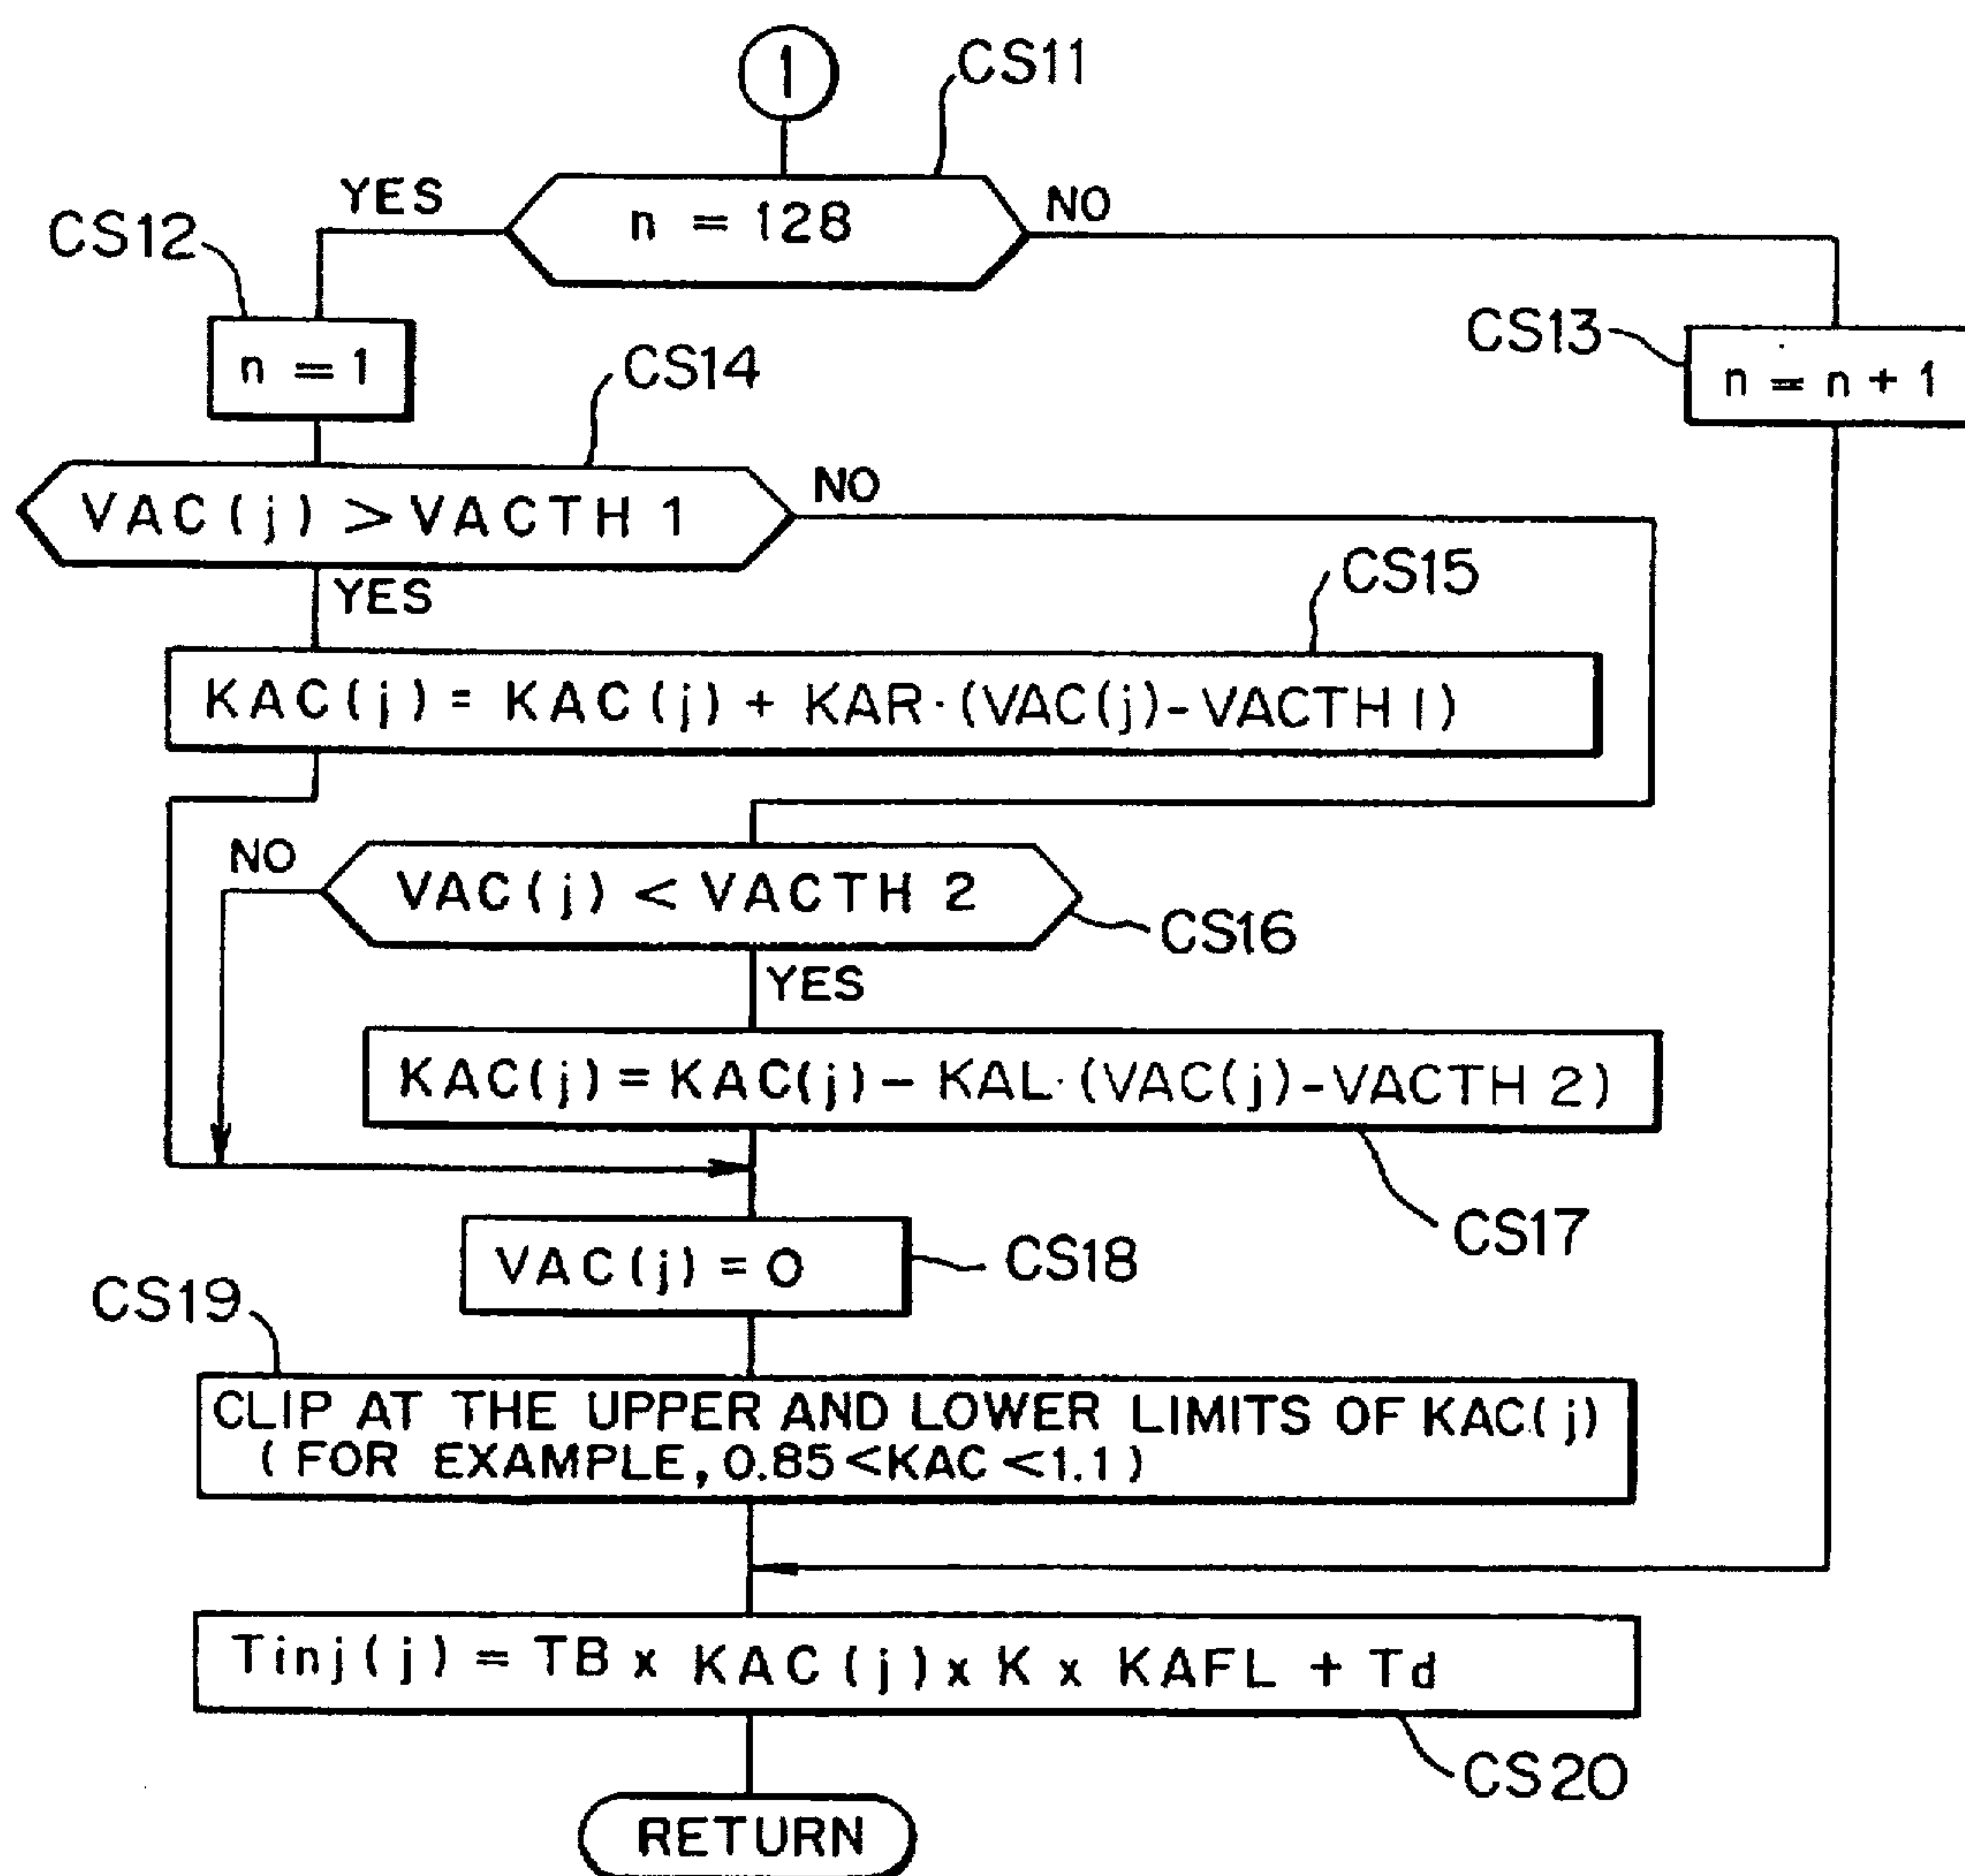 1
CS11
YES
n = 128
NO
CS12
n = 1
CS13
n = n + 1
CS14
VAC(j) > VACTH 1
NO
YES
CS15
KAC(j) = KAC(j) + KAR·(VAC(j)-VACTH 1)
NO
VAC(j) < VACTH 2
CS16
YES
KAC(j) = KAC(j) - KAL·(VAC(j)-VACTH 2)
CS17
VAC(j) = 0
CS18
CS19
CLIP AT THE UPPER AND LOWER LIMITS OF KAC(j)
(FOR EXAMPLE, 0.85 < KAC < 1.1)
Tinj(j) = TB x KAC(j) x K x KAFL + Td
CS20
RETURN